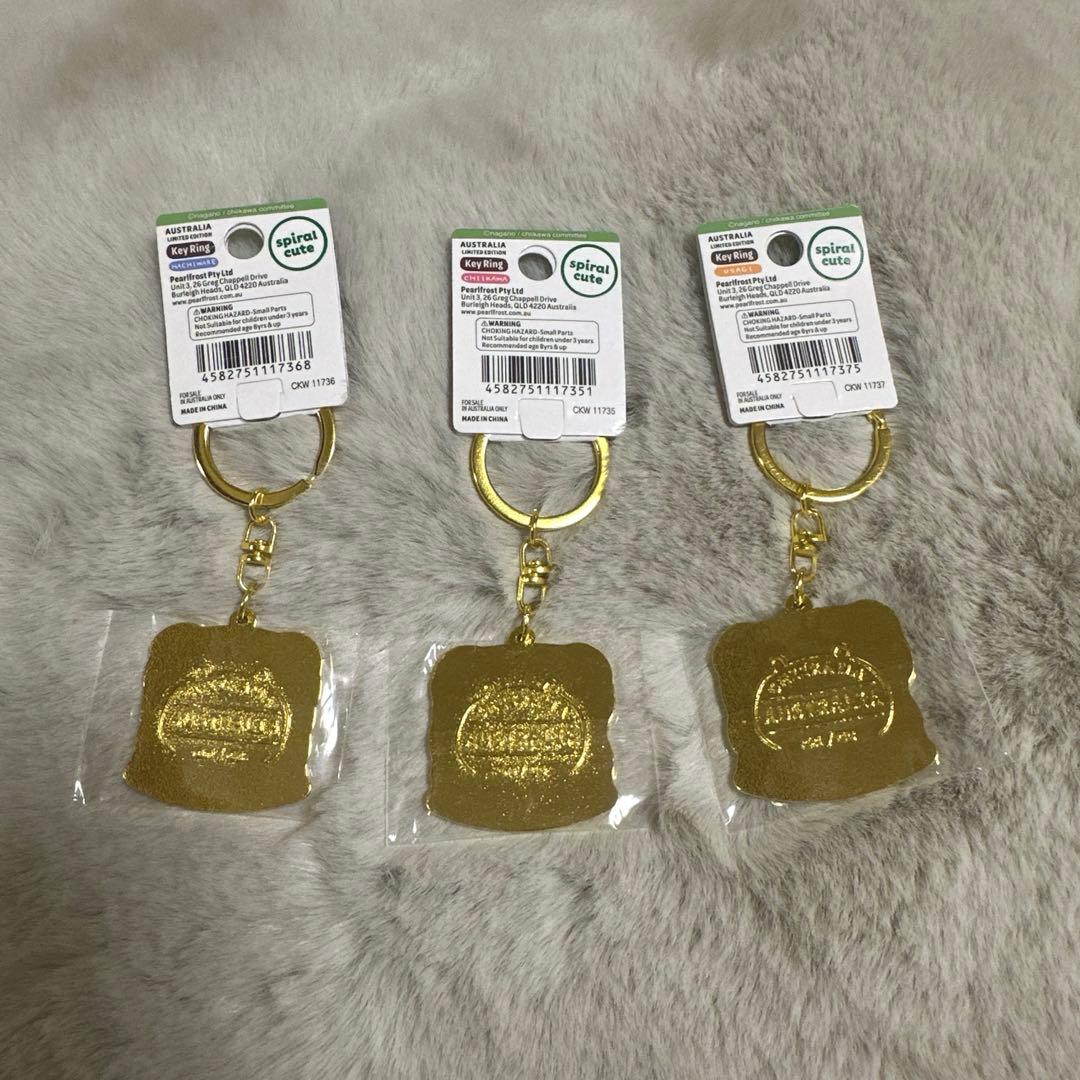 ©nagano / chiikawa committee
AUSTRALIA
LIMITED EDITION
Key Ring
HACHIWARE
spiral
cute
Pearlfrost Pty Ltd
Unit 3, 26 Greg Chappell Drive
Burleigh Heads, QLD 4220 Australia
www.pearlfrost.com.au
⚠WARNING
CHOKING HAZARD-Small Parts
Not Suitable for children under 3 years
Recommended age 8yrs & up
4582751117368
FOR SALE
IN AUSTRALIA ONLY
CKW 11736
MADE IN CHINA
©nagano / chiikawa committee
AUSTRALIA
LIMITED EDITION
Key Ring
CHIIKAWA
spiral
cute
Pearlfrost Pty Ltd
Unit 3, 26 Greg Chappell Drive
Burleigh Heads, QLD 4220 Australia
www.pearlfrost.com.au
⚠WARNING
CHOKING HAZARD-Small Parts
Not Suitable for children under 3 years
Recommended age 8yrs & up
4582751117351
FOR SALE
IN AUSTRALIA ONLY
CKW 11735
MADE IN CHINA
©nagano / chiikawa committee
AUSTRALIA
LIMITED EDITION
Key Ring
USAGI
spiral
cute
Pearlfrost Pty Ltd
Unit 3, 26 Greg Chappell Drive
Burleigh Heads, QLD 4220 Australia
www.pearlfrost.com.au
⚠WARNING
CHOKING HAZARD-Small Parts
Not Suitable for children under 3 years
Recommended age 8yrs & up
4582751117375
FOR SALE
IN AUSTRALIA ONLY
CKW 11737
MADE IN CHINA
AUSTRALIA
AUSTRALIA